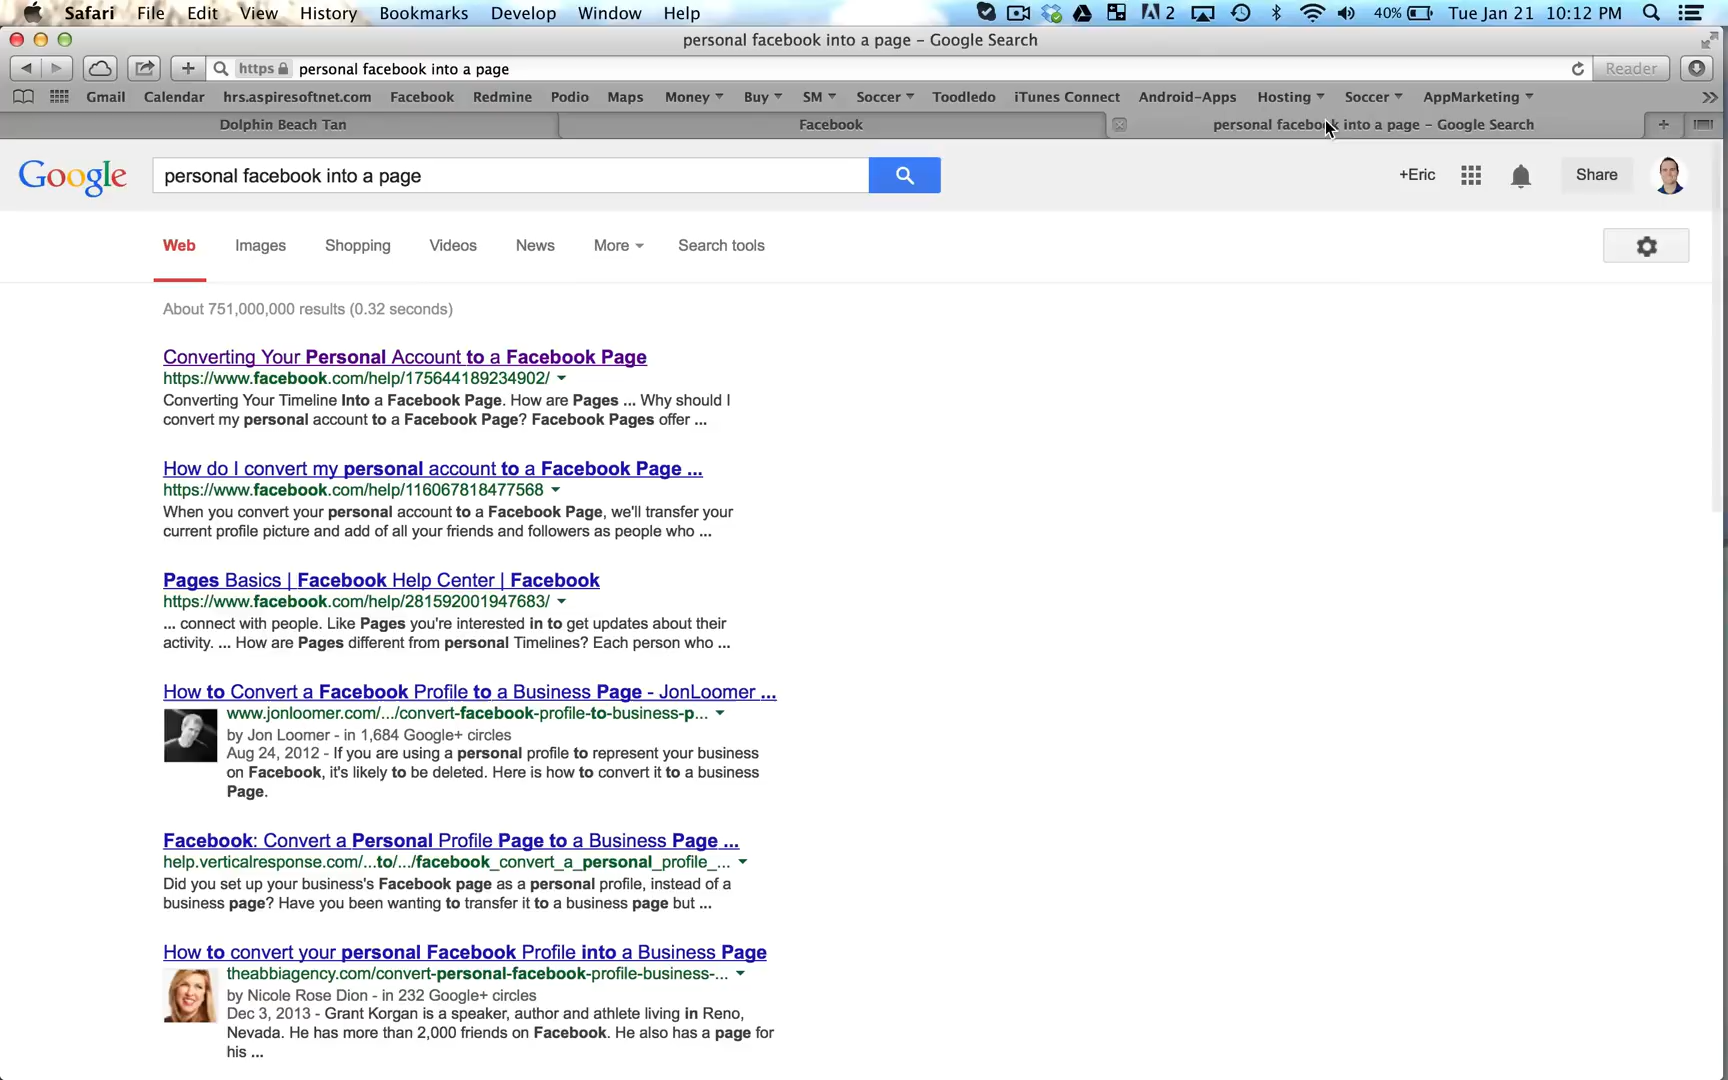 Safari File Edit View History Bookmarks Develop Window Help 2 40% Tue Jan 21 10:12 PM
personal facebook into a page – Google Search
https personal facebook into a page Reader
Gmail Calendar hrs.aspiresoftnet.com Facebook Redmine Podio Maps Money Buy SM Soccer Toodledo iTunes Connect Android-Apps Hosting Soccer AppMarketing
Dolphin Beach Tan Facebook personal facebook into a page – Google Search
Google personal facebook into a page +Eric Share
Web Images Shopping Videos News More Search tools
About 751,000,000 results (0.32 seconds)
Converting Your Personal Account to a Facebook Page
https://www.facebook.com/help/175644189234902/
Converting Your Timeline Into a Facebook Page. How are Pages ... Why should I
convert my personal account to a Facebook Page? Facebook Pages offer ...
How do I convert my personal account to a Facebook Page ...
https://www.facebook.com/help/116067818477568
When you convert your personal account to a Facebook Page, we'll transfer your
current profile picture and add of all your friends and followers as people who ...
Pages Basics | Facebook Help Center | Facebook
https://www.facebook.com/help/281592001947683/
... connect with people. Like Pages you're interested in to get updates about their
activity. ... How are Pages different from personal Timelines? Each person who ...
How to Convert a Facebook Profile to a Business Page - JonLoomer ...
www.jonloomer.com/.../convert-facebook-profile-to-business-p...
by Jon Loomer - in 1,684 Google+ circles
Aug 24, 2012 - If you are using a personal profile to represent your business
on Facebook, it's likely to be deleted. Here is how to convert it to a business
Page.
Facebook: Convert a Personal Profile Page to a Business Page ...
help.verticalresponse.com/...to/.../facebook_convert_a_personal_profile_...
Did you set up your business's Facebook page as a personal profile, instead of a
business page? Have you been wanting to transfer it to a business page but ...
How to convert your personal Facebook Profile into a Business Page
theabbiagency.com/convert-personal-facebook-profile-business-...
by Nicole Rose Dion - in 232 Google+ circles
Dec 3, 2013 - Grant Korgan is a speaker, author and athlete living in Reno,
Nevada. He has more than 2,000 friends on Facebook. He also has a page for
his ...